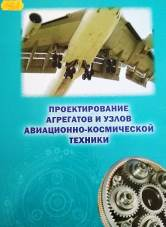 ПРОЕКТИРОВАНИЕ
АГРЕГАТОВ И УЗЛОВ
АВИАЦИОННО-КОСМИЧЕСКОЙ
ТЕХНИКИ